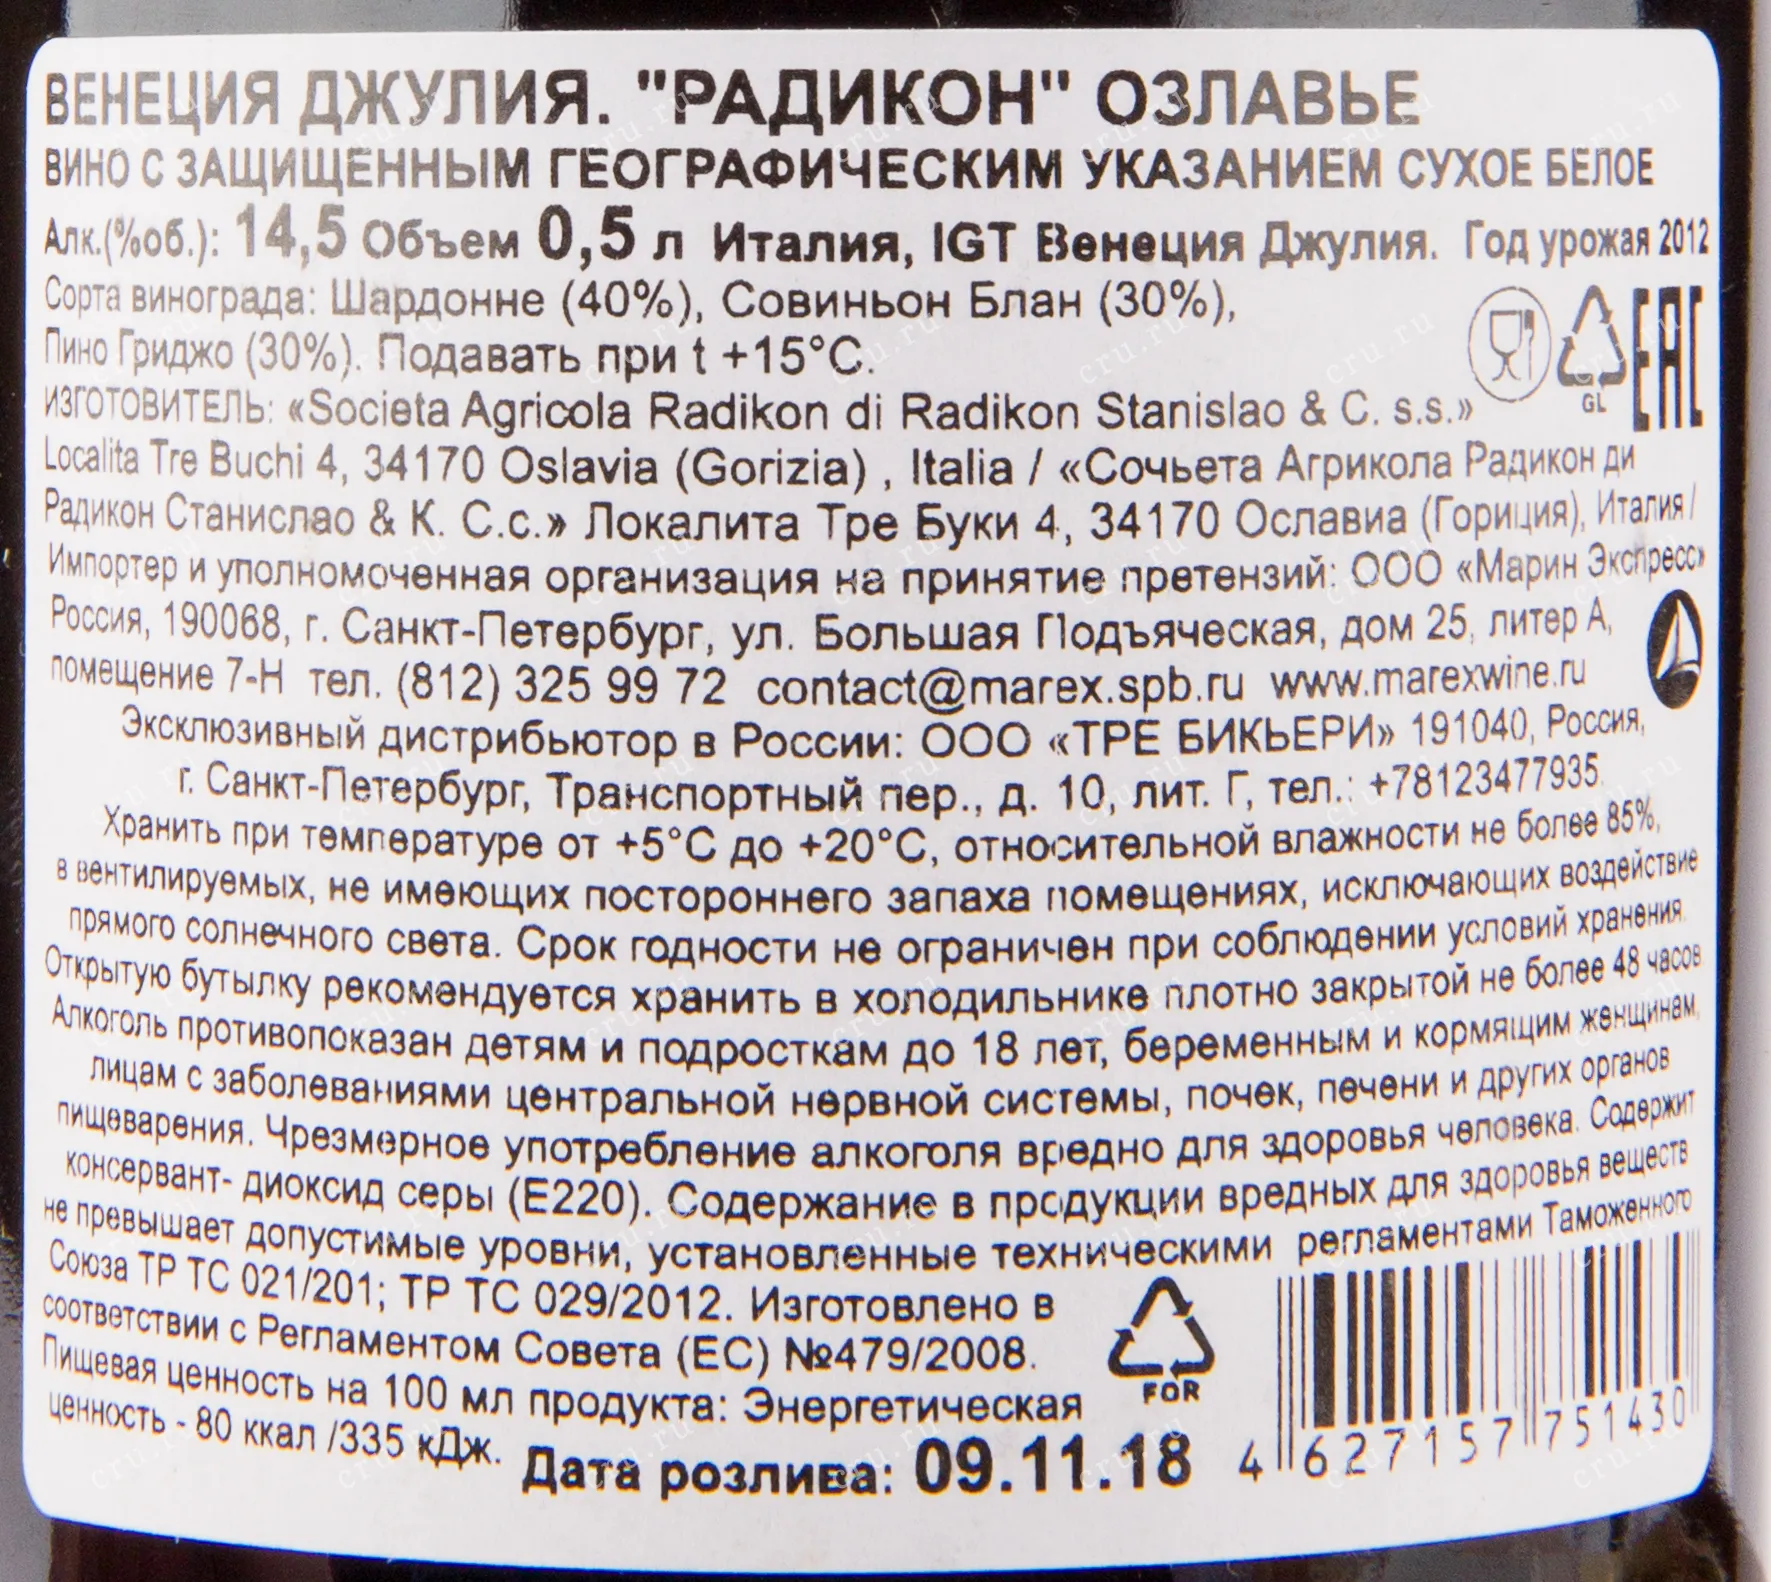 ВЕНЕЦИЯ ДЖУЛИЯ. "РАДИКОН" ОЗЛАВЬЕ
ВИНО С ЗАЩИЩЕННЫМ ГЕОГРАФИЧЕСКИМ УКАЗАНИЕМ СУХОЕ БЕЛОЕ
Алк.(%об.): 14,5 Объем 0,5 л Италия, IGT Венеция Джулия. Год урожая 2012
Сорта винограда: Шардонне (40%), Совиньон Блан (30%),
Пино Гриджо (30%). Подавать при t +15°C.
ИЗГОТОВИТЕЛЬ: «Societa Agricola Radikon di Radikon Stanislao & C. s.s.»
GL
EAC
Localita Tre Buchi 4, 34170 Oslavia (Gorizia) , Italia / «Сочьета Агрикола Радикон ди
Радикон Станислао & К. С.с.» Локалита Тре Буки 4, 34170 Ославиа (Гориция), Италия /
Импортер и уполномоченная организация на принятие претензий: ООО «Марин Экспресс»
Россия, 190068, г. Санкт-Петербург, ул. Большая Подъяческая, дом 25, литер А,
помещение 7-Н тел. (812) 325 99 72 contact@marex.spb.ru www.marexwine.ru
Эксклюзивный дистрибьютор в России: ООО «ТРЕ БИКЬЕРИ» 191040, Россия,
г. Санкт-Петербург, Транспортный пер., д. 10, лит. Г, тел.: +78123477935
Хранить при температуре от +5°C до +20°C, относительной влажности не более 85%,
в вентилируемых, не имеющих постороннего запаха помещениях, исключающих воздействие
прямого солнечного света. Срок годности не ограничен при соблюдении условий хранения
Открытую бутылку рекомендуется хранить в холодильнике плотно закрытой не более 48 часов
Алкоголь противопоказан детям и подросткам до 18 лет, беременным и кормящим женщинам,
лицам с заболеваниями центральной нервной системы, почек, печени и других органов
пищеварения. Чрезмерное употребление алкоголя вредно для здоровья человека. Содержит
консервант- диоксид серы (Е220). Содержание в продукции вредных для здоровья веществ
не превышает допустимые уровни, установленные техническими регламентами Таможенного
Союза ТР ТС 021/201; ТР ТС 029/2012. Изготовлено в
соответствии с Регламентом Совета (ЕС) №479/2008.
Пищевая ценность на 100 мл продукта: Энергетическая
ценность - 80 ккал /335 кДж.
FOR
Дата розлива: 09.11.18
4 627157 751430
cru.ru